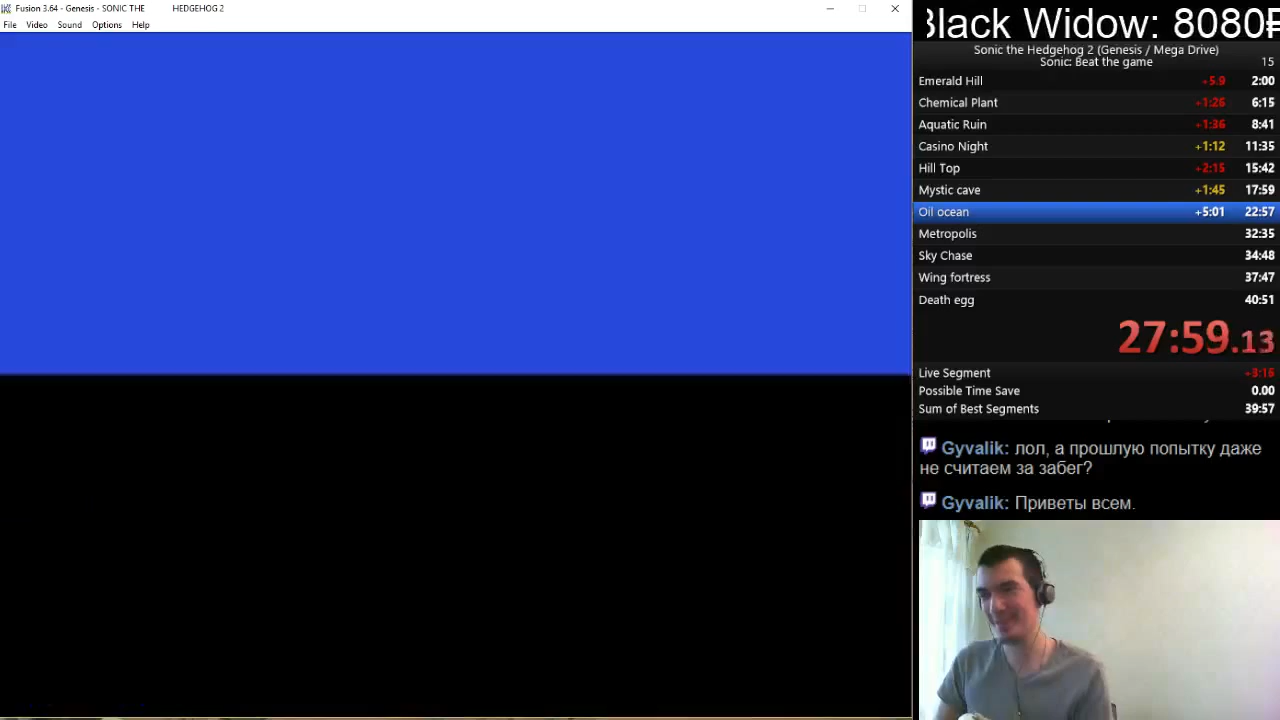 Fusion 3.64 - Genesis - SONIC THE HEDGEHOG 2
File Video Sound Options Help
Black Widow: 8080₽
Sonic the Hedgehog 2 (Genesis / Mega Drive)
Sonic: Beat the game 15
Emerald Hill +5.9 2:00
Chemical Plant +1:26 6:15
Aquatic Ruin +1:36 8:41
Casino Night +1:12 11:35
Hill Top +2:15 15:42
Mystic cave +1:45 17:59
Oil ocean +5:01 22:57
Metropolis 32:35
Sky Chase 34:48
Wing fortress 37:47
Death egg 40:51
27:59.13
Live Segment +3:15
Possible Time Save 0.00
Sum of Best Segments 39:57
Gyvalik: лол, а прошлую попытку даже
не считаем за забег?
Gyvalik: Приветы всем.